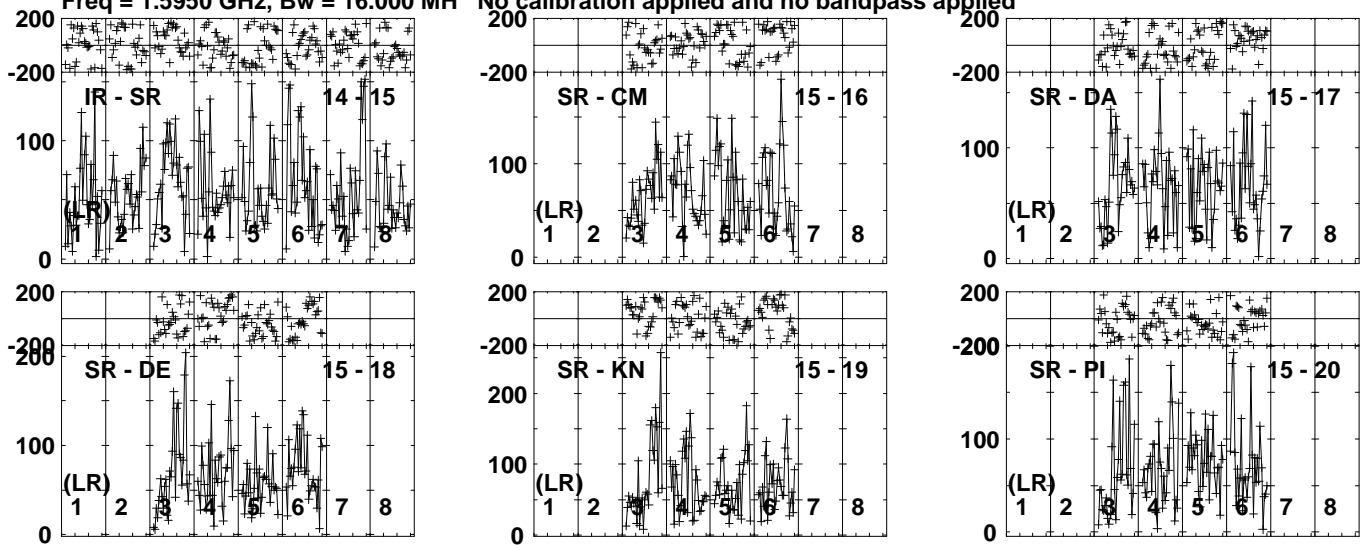 Freq = 1.5950 GHz, Bw = 16.000 MH No calibration applied and no bandpass applied
200 200 200
-200 -200 -200
IR - SR 14 - 15 SR - CM 15 - 16 SR - DA 15 - 17
100 100 100
(LR) (LR) (LR)
1 2 3 4 5 6 7 8 1 2 3 4 5 6 7 8 1 2 3 4 5 6 7 8
0 0 0
200 200 200
-200 -200 -200
200
SR - DE 15 - 18 SR - KN 15 - 19 SR - PI 15 - 20
200
100 100 100
(LR) (LR) (LR)
1 2 3 4 5 6 7 8 1 2 3 4 5 6 7 8 1 2 3 4 5 6 7 8
0 0 0